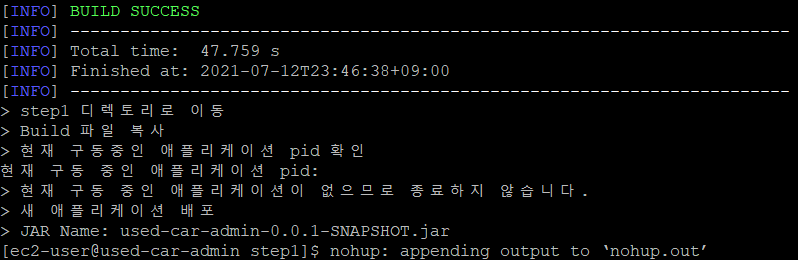 [INFO] BUILD SUCCESS
[INFO] ------------------------------------------------------------------------
[INFO] Total time:  47.759 s
[INFO] Finished at: 2021-07-12T23:46:38+09:00
[INFO] ------------------------------------------------------------------------
> step1 디렉토리로 이동
> Build 파일 복사
> 현재 구동중인 애플리케이션 pid 확인
현재 구동 중인 애플리케이션 pid:
> 현재 구동 중인 애플리케이션이 없으므로 종료하지 않습니다.
> 새 애플리케이션 배포
> JAR Name: used-car-admin-0.0.1-SNAPSHOT.jar
[ec2-user@used-car-admin step1]$ nohup: appending output to ‘nohup.out’